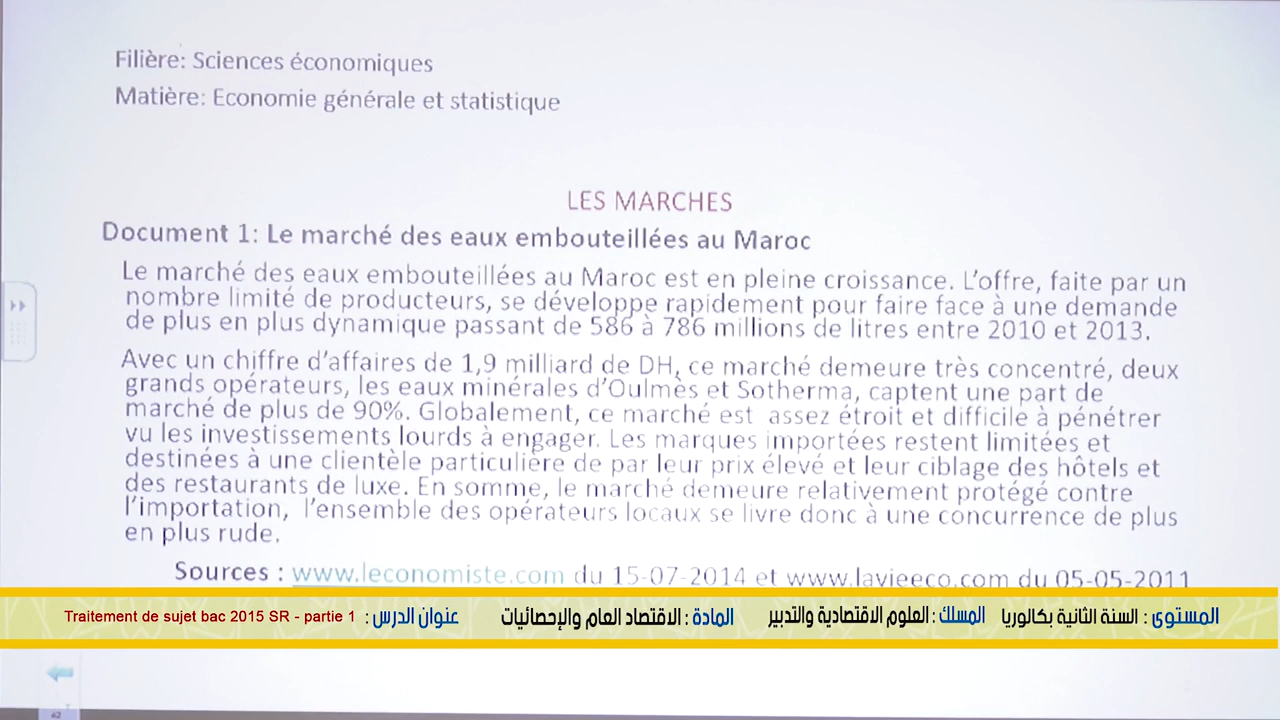 Filière: Sciences économiques
Matière: Economie générale et statistique
LES MARCHES
Document 1: Le marché des eaux embouteillées au Maroc
Le marché des eaux embouteillées au Maroc est en pleine croissance. L'offre, faite par un
nombre limité de producteurs, se développe rapidement pour faire face à une demande
de plus en plus dynamique passant de 586 à 786 millions de litres entre 2010 et 2013.
Avec un chiffre d'affaires de 1,9 milliard de DH, ce marché demeure très concentré, deux
grands opérateurs, les eaux minérales d'Oulmès et Sotherma, captent une part de
marché de plus de 90%. Globalement, ce marché est assez étroit et difficile à pénétrer
vu les investissements lourds à engager. Les marques importées restent limitées et
destinées à une clientèle particulière de par leur prix élevé et leur ciblage des hôtels et
des restaurants de luxe. En somme, le marché demeure relativement protégé contre
l'importation, l'ensemble des opérateurs locaux se livre donc à une concurrence de plus
en plus rude.
Sources : www.leconomiste.com du 15-07-2014 et www.lavieeco.com du 05-05-2011
المستوى : السنة الثانية بكالوريا المسلك : العلوم الاقتصادية والتدبير المادة : الاقتصاد العام والإحصائيات عنوان الدرس : Traitement de sujet bac 2015 SR - partie 1
62